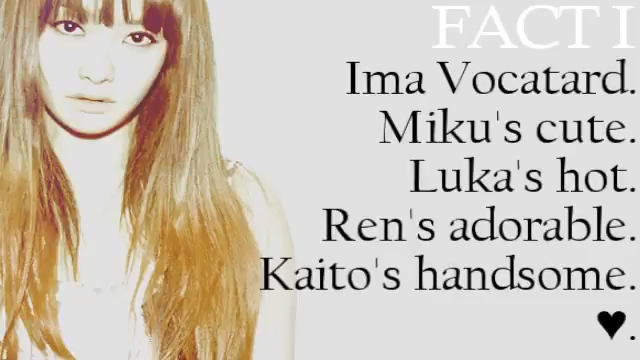 FACT I
Ima Vocatard.
Miku's cute.
Luka's hot.
Ren's adorable.
Kaito's handsome.
♥.